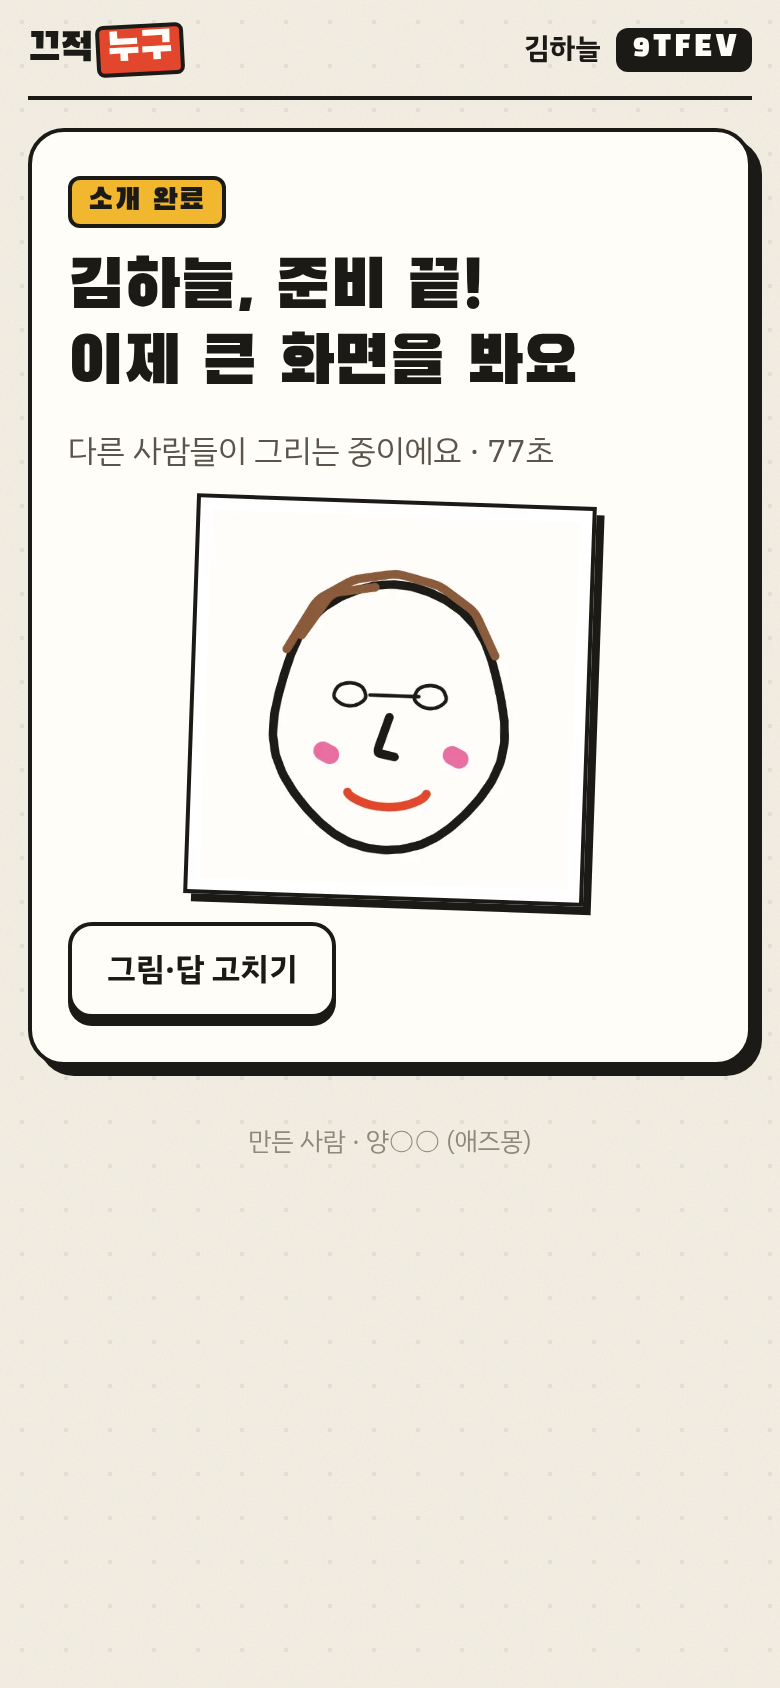 끄적누구
김하늘 9TFEV
소개 완료
김하늘, 준비 끝!
이제 큰 화면을 봐요
다른 사람들이 그리는 중이에요 · 77초
그림·답 고치기
만든 사람 · 양○○ (애즈몽)